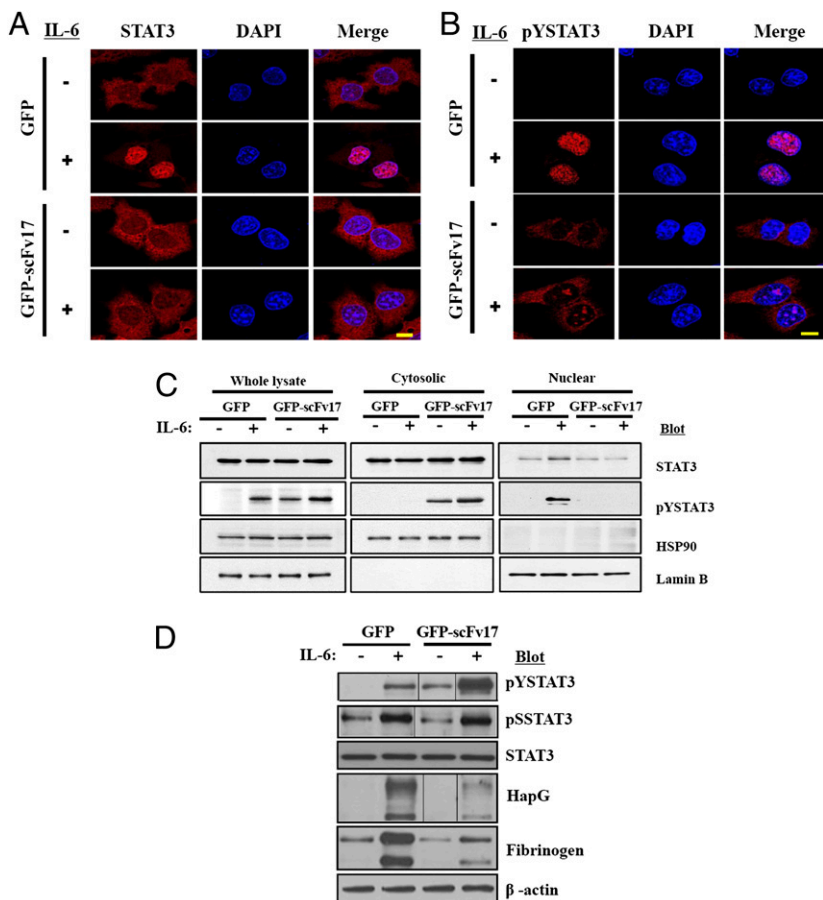 A
IL-6 STAT3 DAPI Merge
GFP
-
+
GFP-scFv17
-
+
B
IL-6 pYSTAT3 DAPI Merge
GFP
-
+
GFP-scFv17
-
+
C
Whole lysate Cytosolic Nuclear
GFP GFP-scFv17 GFP GFP-scFv17 GFP GFP-scFv17
IL-6: - + - + - + - + - + - + Blot
STAT3
pYSTAT3
HSP90
Lamin B
D
GFP GFP-scFv17
IL-6: - + - + Blot
pYSTAT3
pSSTAT3
STAT3
HapG
Fibrinogen
β -actin